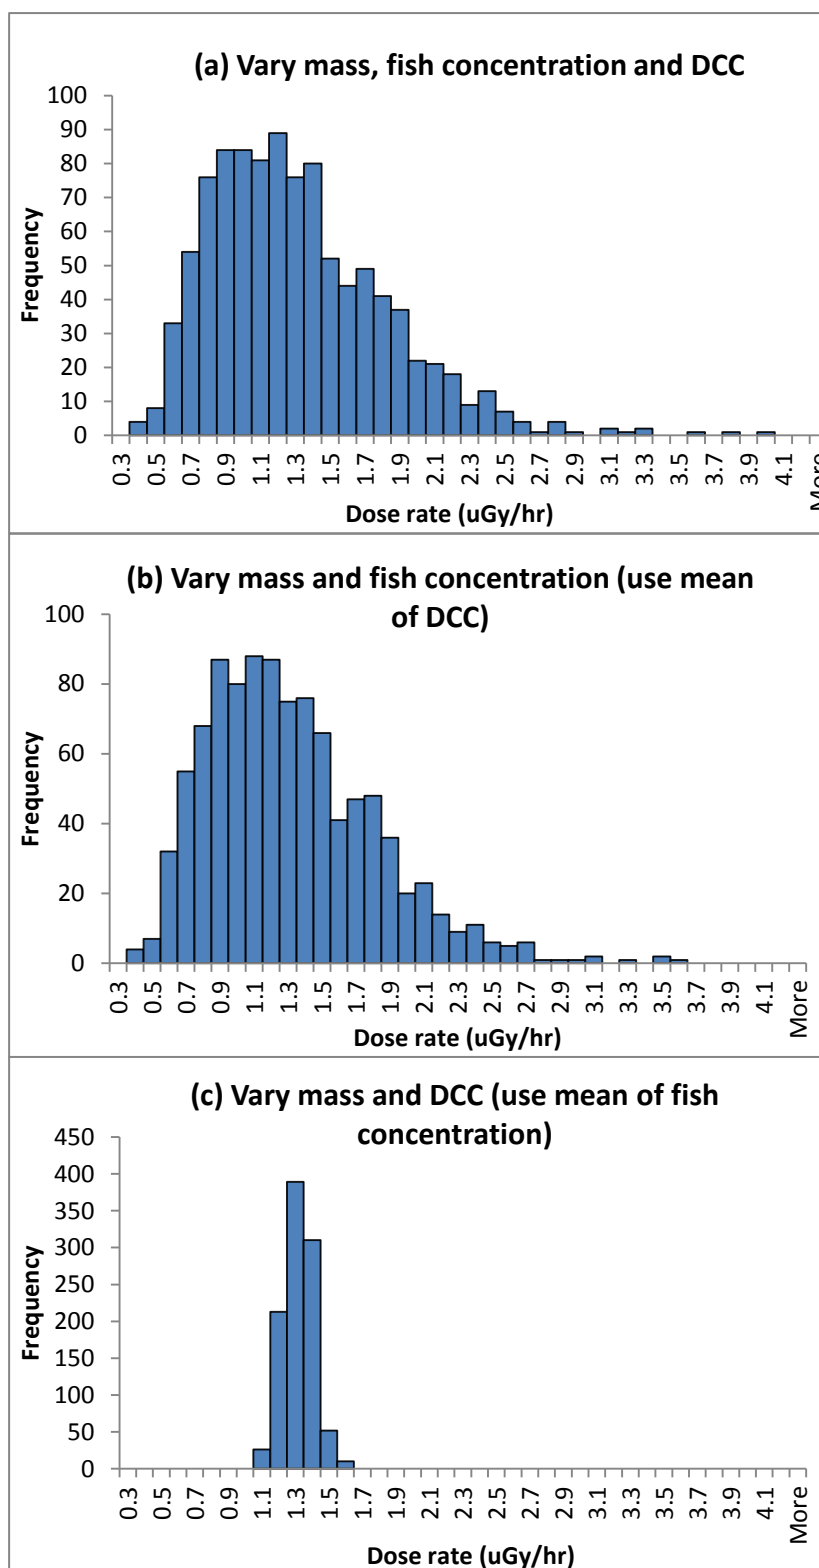 (a) Vary mass, fish concentration and DCC
100
90
80
70
60
50
40
30
20
10
0
Frequency
0.3 0.5 0.7 0.9 1.1 1.3 1.5 1.7 1.9 2.1 2.3 2.5 2.7 2.9 3.1 3.3 3.5 3.7 3.9 4.1 More
Dose rate (uGy/hr)
(b) Vary mass and fish concentration (use mean
of DCC)
100
80
60
40
20
0
Frequency
0.3 0.5 0.7 0.9 1.1 1.3 1.5 1.7 1.9 2.1 2.3 2.5 2.7 2.9 3.1 3.3 3.5 3.7 3.9 4.1 More
Dose rate (uGy/hr)
(c) Vary mass and DCC (use mean of fish
concentration)
450
400
350
300
250
200
150
100
50
0
Frequency
0.3 0.5 0.7 0.9 1.1 1.3 1.5 1.7 1.9 2.1 2.3 2.5 2.7 2.9 3.1 3.3 3.5 3.7 3.9 4.1 More
Dose rate (uGy/hr)